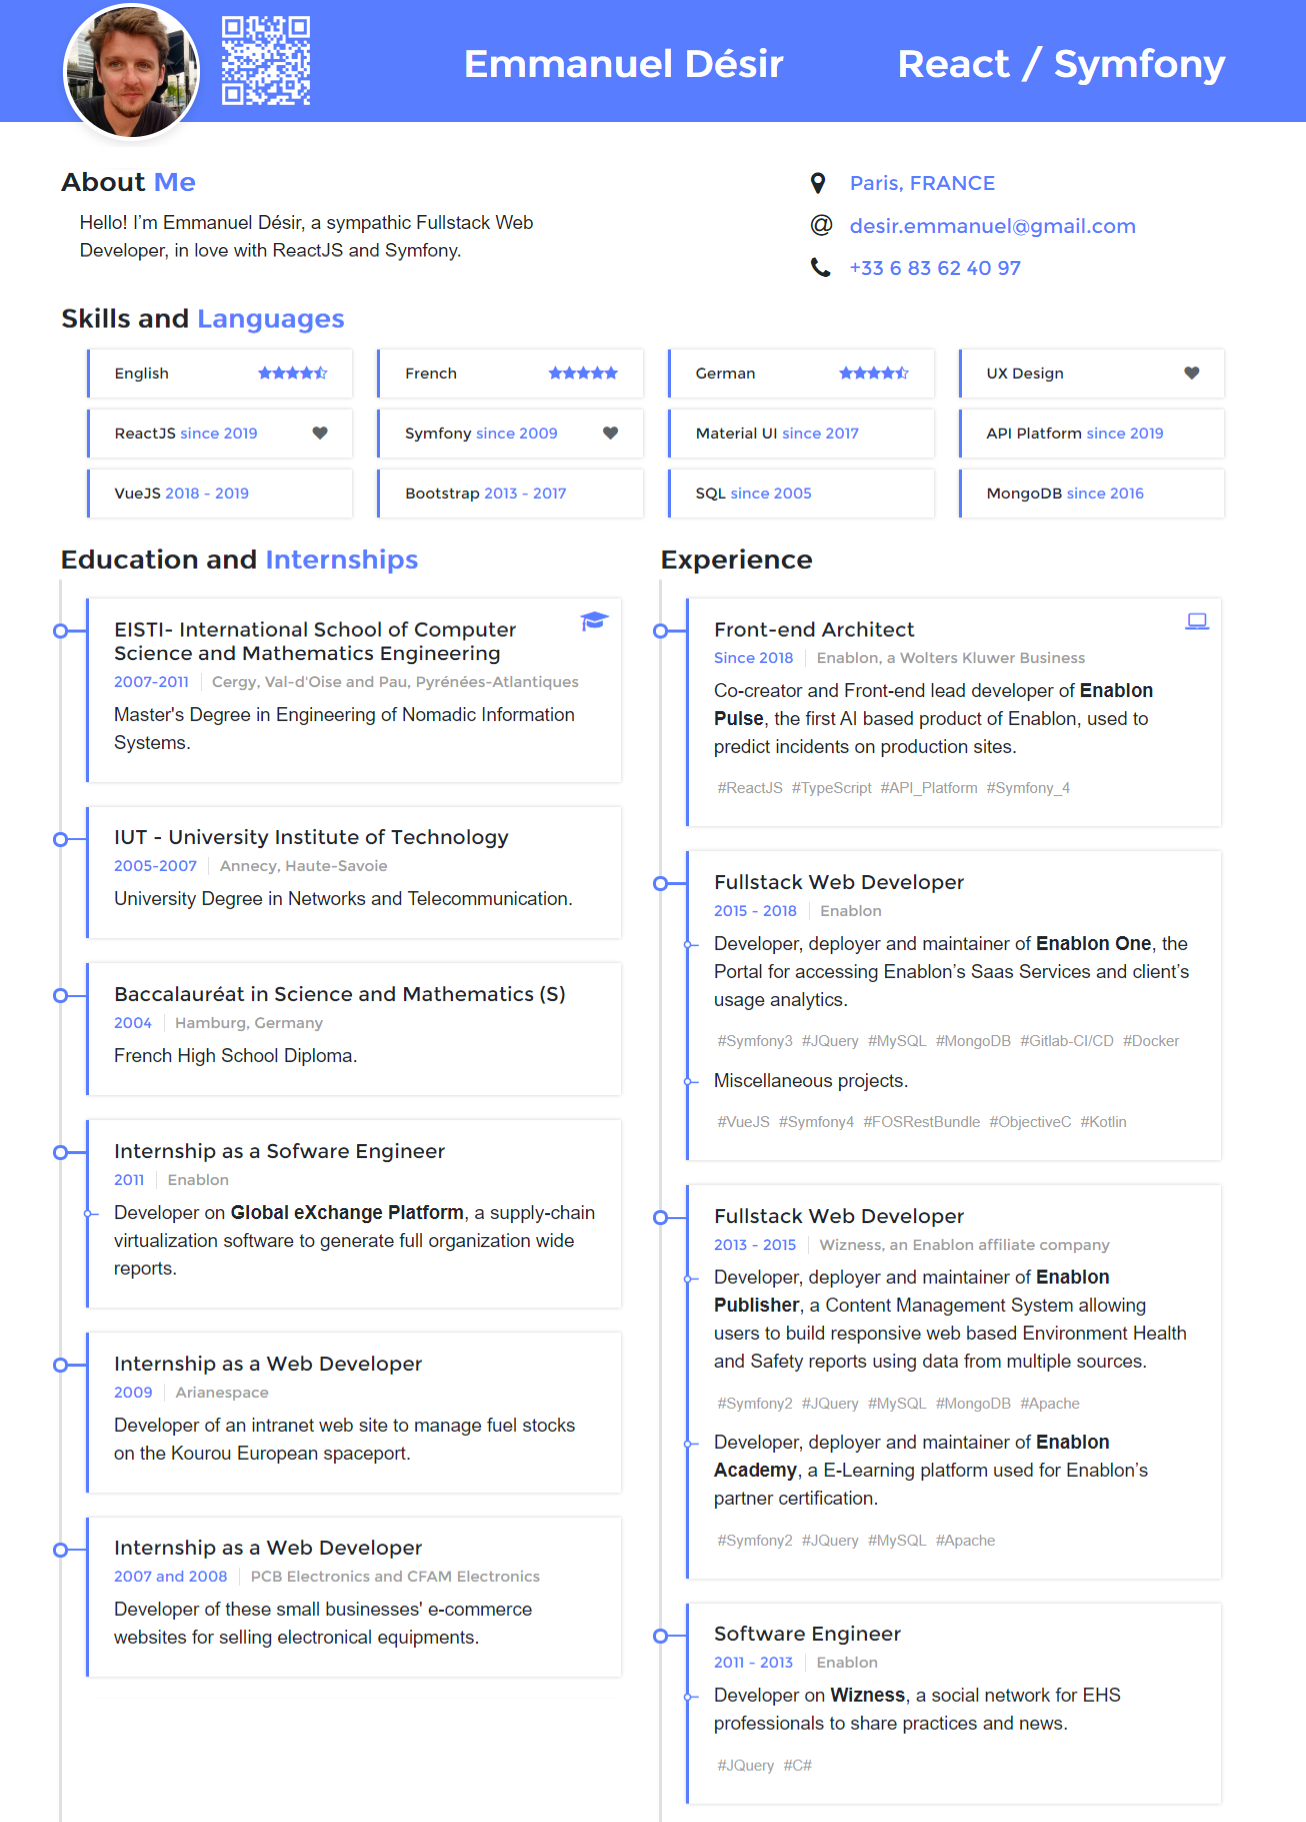 Emmanuel Désir
React / Symfony
About Me
Hello! I’m Emmanuel Désir, a sympathic Fullstack Web
Developer, in love with ReactJS and Symfony.
Paris, FRANCE
desir.emmanuel@gmail.com
+33 6 83 62 40 97
Skills and Languages
English
French
German
UX Design
ReactJS since 2019
Symfony since 2009
Material UI since 2017
API Platform since 2019
VueJS 2018 - 2019
Bootstrap 2013 - 2017
SQL since 2005
MongoDB since 2016
Education and Internships
EISTI- International School of Computer
Science and Mathematics Engineering
2007-2011 Cergy, Val-d'Oise and Pau, Pyrénées-Atlantiques
Master's Degree in Engineering of Nomadic Information
Systems.
IUT - University Institute of Technology
2005-2007 Annecy, Haute-Savoie
University Degree in Networks and Telecommunication.
Baccalauréat in Science and Mathematics (S)
2004 Hamburg, Germany
French High School Diploma.
Internship as a Sofware Engineer
2011 Enablon
Developer on Global eXchange Platform, a supply-chain
virtualization software to generate full organization wide
reports.
Internship as a Web Developer
2009 Arianespace
Developer of an intranet web site to manage fuel stocks
on the Kourou European spaceport.
Internship as a Web Developer
2007 and 2008 PCB Electronics and CFAM Electronics
Developer of these small businesses' e-commerce
websites for selling electronical equipments.
Experience
Front-end Architect
Since 2018 Enablon, a Wolters Kluwer Business
Co-creator and Front-end lead developer of Enablon
Pulse, the first AI based product of Enablon, used to
predict incidents on production sites.
#ReactJS #TypeScript #API_Platform #Symfony_4
Fullstack Web Developer
2015 - 2018 Enablon
Developer, deployer and maintainer of Enablon One, the
Portal for accessing Enablon’s Saas Services and client’s
usage analytics.
#Symfony3 #JQuery #MySQL #MongoDB #Gitlab-CI/CD #Docker
Miscellaneous projects.
#VueJS #Symfony4 #FOSRestBundle #ObjectiveC #Kotlin
Fullstack Web Developer
2013 - 2015 Wizness, an Enablon affiliate company
Developer, deployer and maintainer of Enablon
Publisher, a Content Management System allowing
users to build responsive web based Environment Health
and Safety reports using data from multiple sources.
#Symfony2 #JQuery #MySQL #MongoDB #Apache
Developer, deployer and maintainer of Enablon
Academy, a E-Learning platform used for Enablon’s
partner certification.
#Symfony2 #JQuery #MySQL #Apache
Software Engineer
2011 - 2013 Enablon
Developer on Wizness, a social network for EHS
professionals to share practices and news.
#JQuery #C#